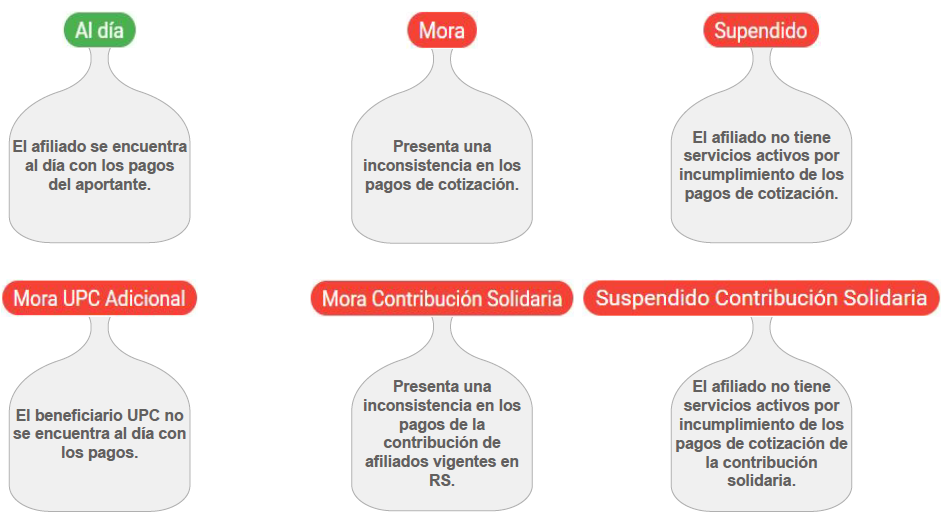 Al día
El afiliado se encuentra
al día con los pagos
del aportante.
Mora
Presenta una
inconsistencia en los
pagos de cotización.
Supendido
El afiliado no tiene
servicios activos por
incumplimiento de los
pagos de cotización.
Mora UPC Adicional
El beneficiario UPC no
se encuentra al día con
los pagos.
Mora Contribución Solidaria
Presenta una
inconsistencia en los
pagos de la
contribución de
afiliados vigentes en
RS.
Suspendido Contribución Solidaria
El afiliado no tiene
servicios activos por
incumplimiento de los
pagos de cotización de
la contribución
solidaria.